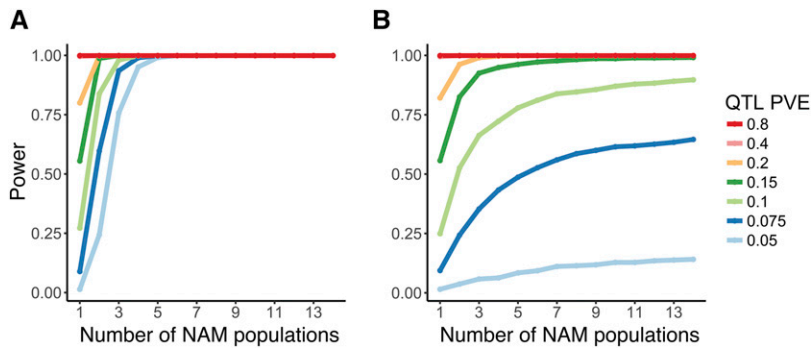 A
B
Power
1.00
0.75
0.50
0.25
0.00
1 3 5 7 9 11 13
Number of NAM populations
1.00
0.75
0.50
0.25
0.00
1 3 5 7 9 11 13
Number of NAM populations
QTL PVE
0.8
0.4
0.2
0.15
0.1
0.075
0.05